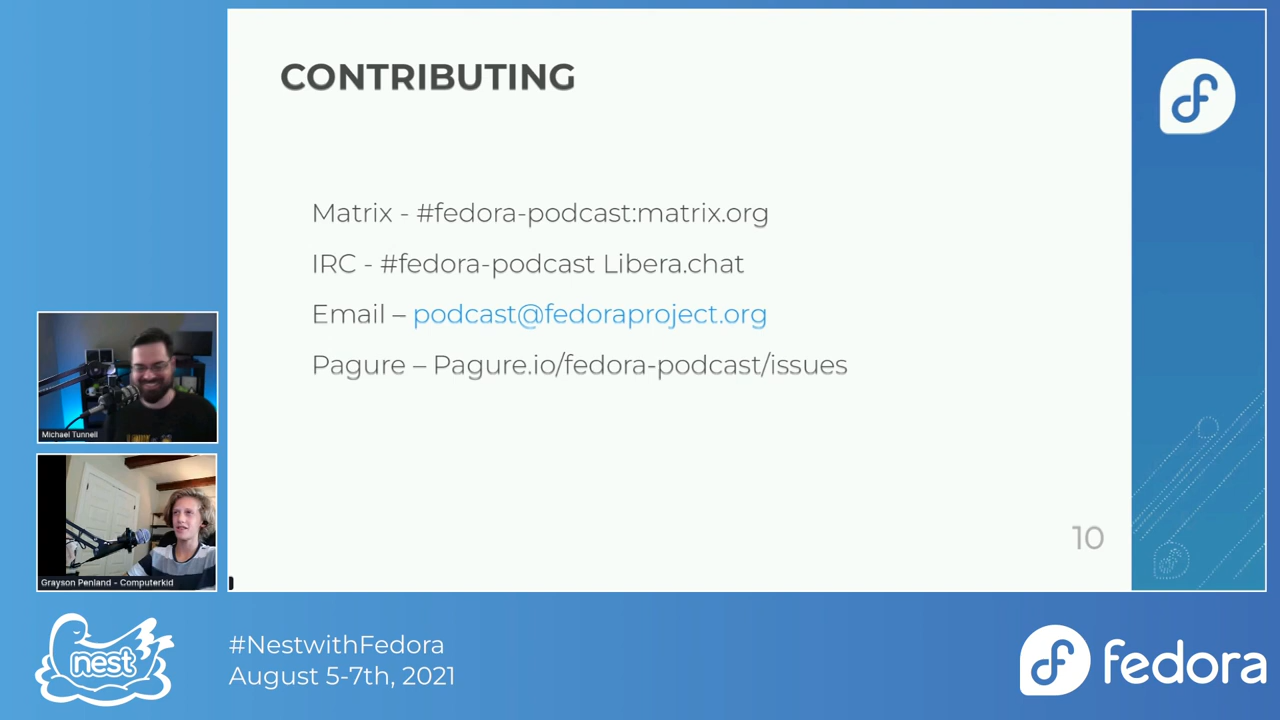 CONTRIBUTING
Matrix - #fedora-podcast:matrix.org
IRC - #fedora-podcast Libera.chat
Email – podcast@fedoraproject.org
Pagure – Pagure.io/fedora-podcast/issues
10
Michael Tunnell
Grayson Penland - Computerkid
nest
#NestwithFedora
August 5-7th, 2021
fedora